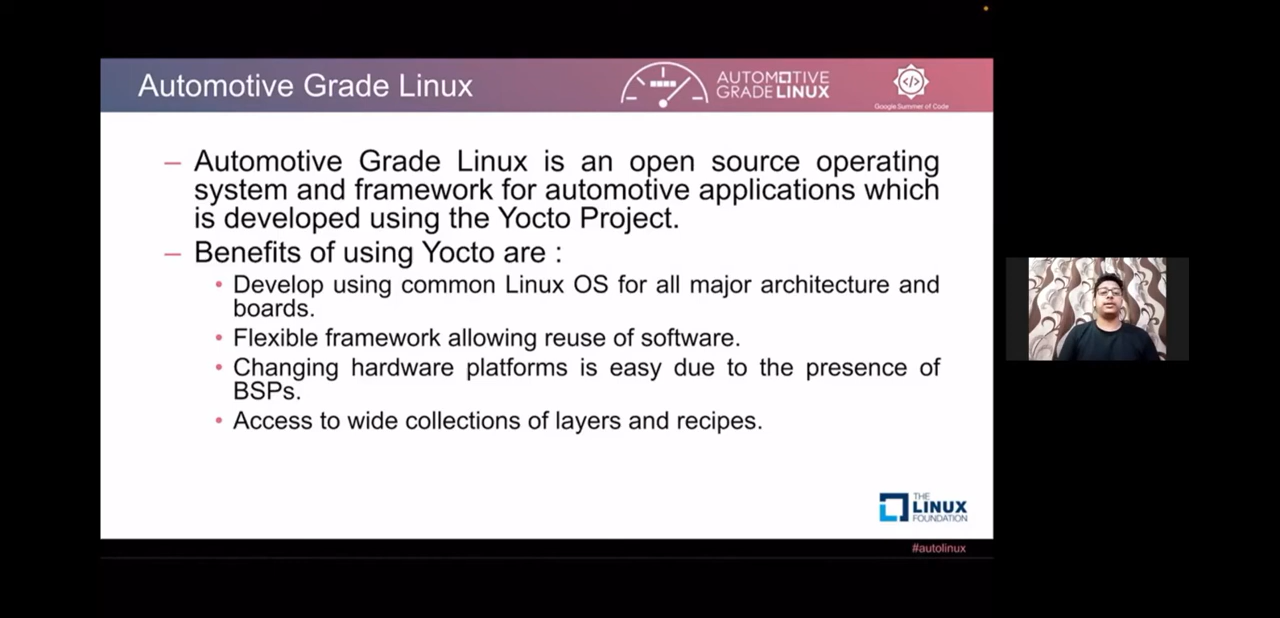 Automotive Grade Linux
AUTOMOTIVE
GRADELINUX
</>
Google Summer of Code
– Automotive Grade Linux is an open source operating
system and framework for automotive applications which
is developed using the Yocto Project.
– Benefits of using Yocto are :
• Develop using common Linux OS for all major architecture and
boards.
• Flexible framework allowing reuse of software.
• Changing hardware platforms is easy due to the presence of
BSPs.
• Access to wide collections of layers and recipes.
THE
LINUX
FOUNDATION
#autolinux